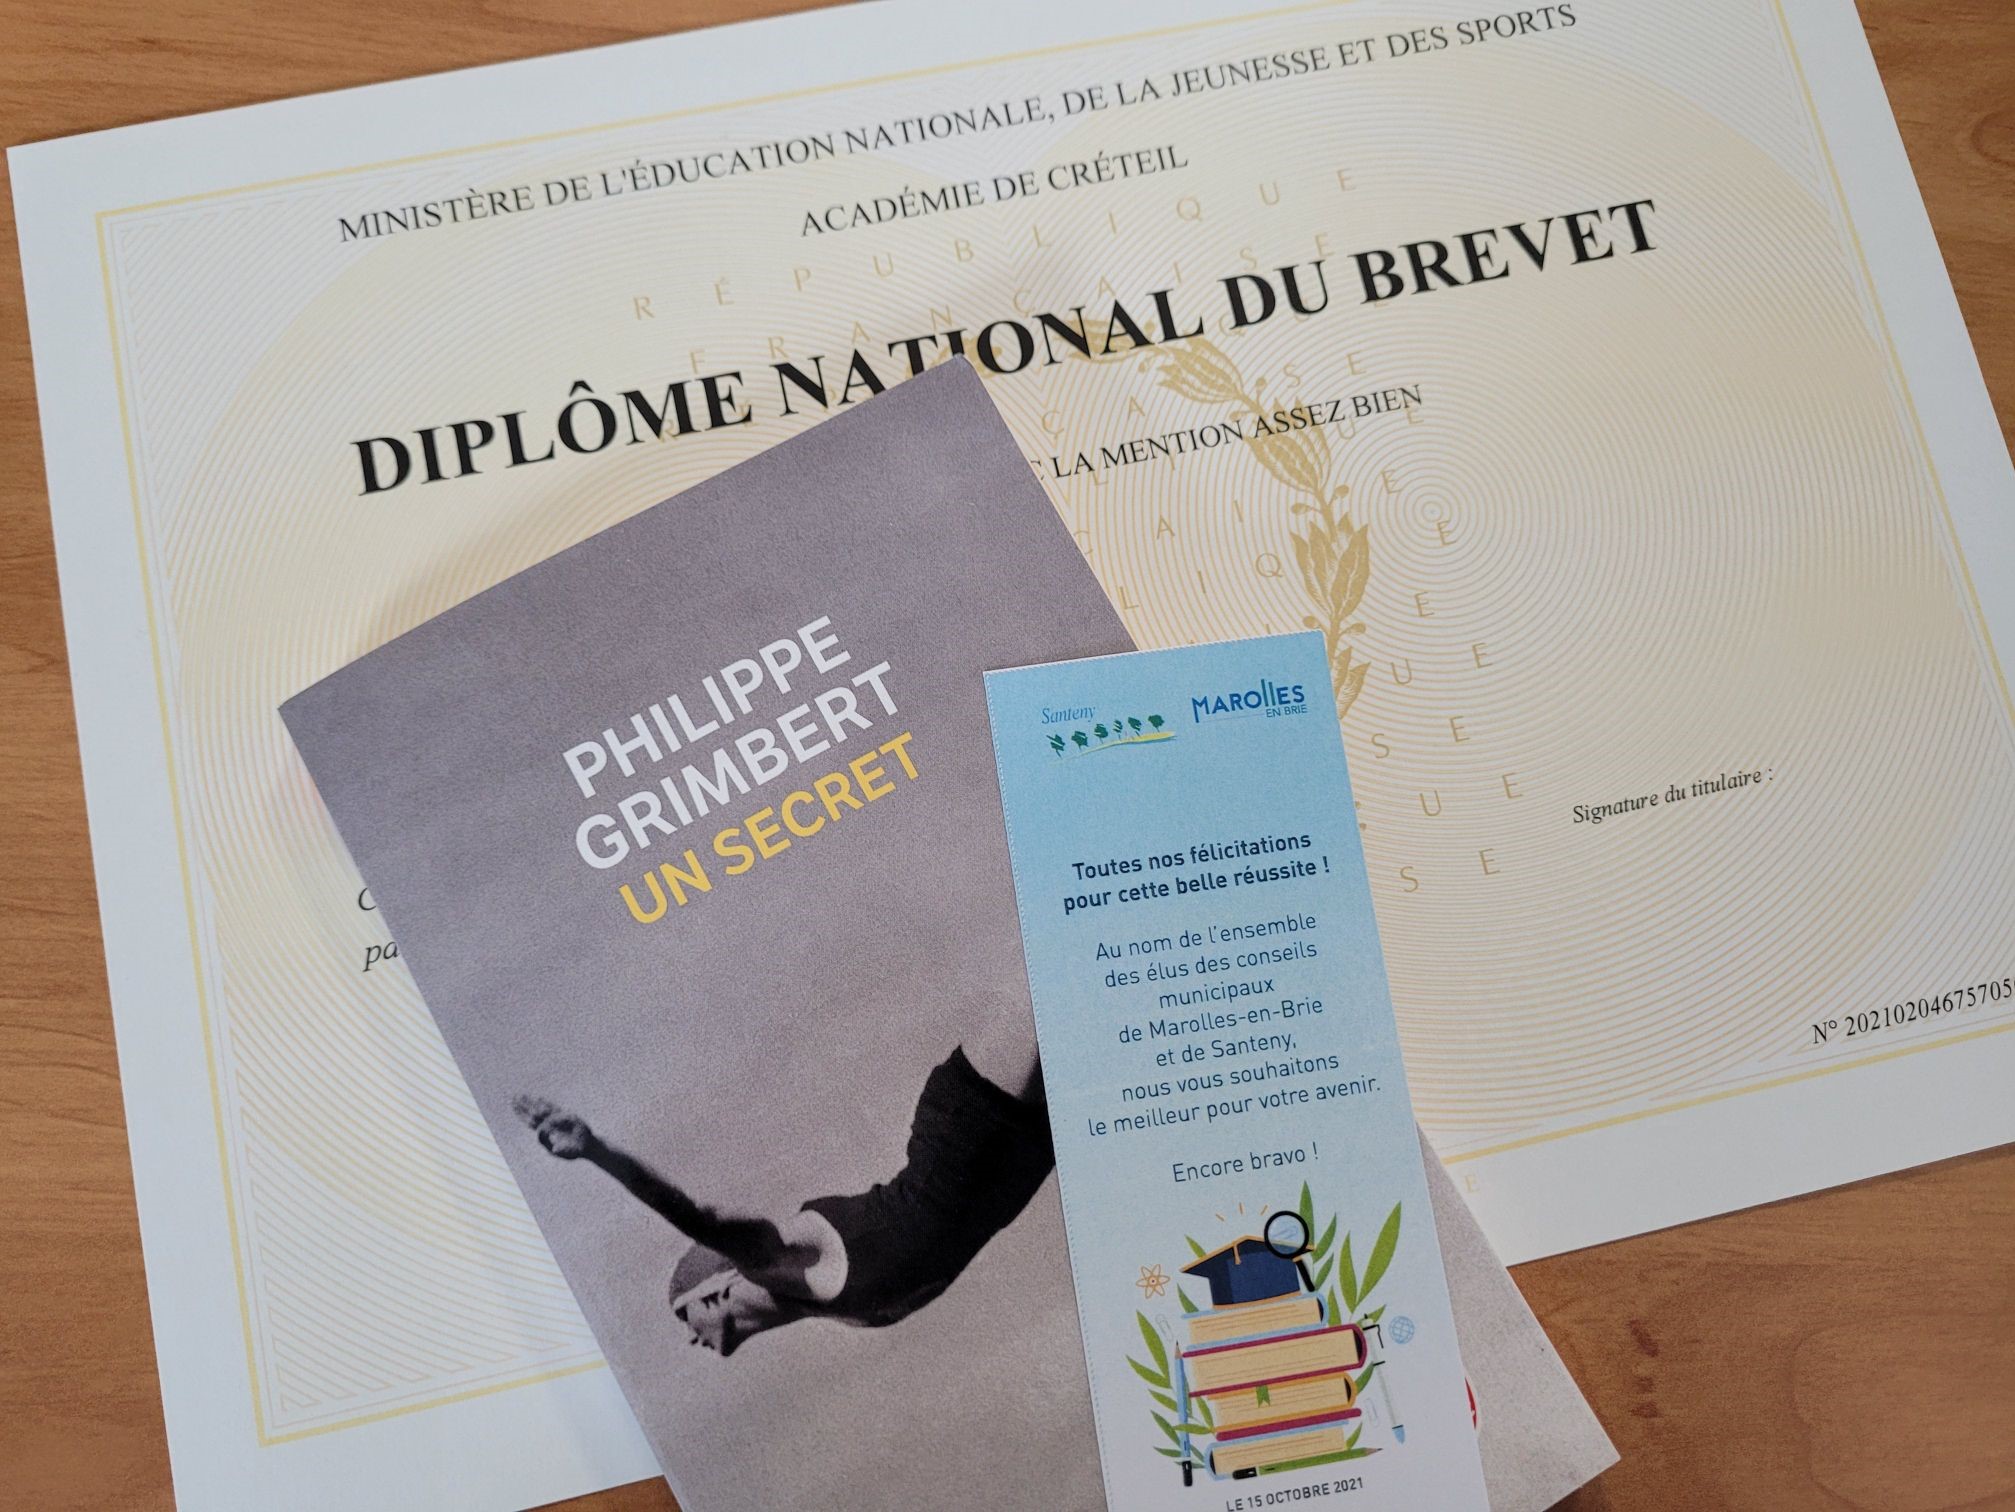 MINISTÈRE DE L'ÉDUCATION NATIONALE, DE LA JEUNESSE ET DES SPORTS
ACADÉMIE DE CRÉTEIL
RÉPUBLIQUE
FRANÇAISE
DIPLÔME NATIONAL DU BREVET
LA MENTION ASSEZ BIEN
PHILIPPE
GRIMBERT
UN SECRET
Santeny
MAROLLES
EN BRIE
Toutes nos félicitations
pour cette belle réussite !
Au nom de l'ensemble
des élus des conseils
municipaux
de Marolles-en-Brie
et de Santeny,
nous vous souhaitons
le meilleur pour votre avenir.
Encore bravo !
LE 15 OCTOBRE 2021
Signature du titulaire :
N° 20210204675705